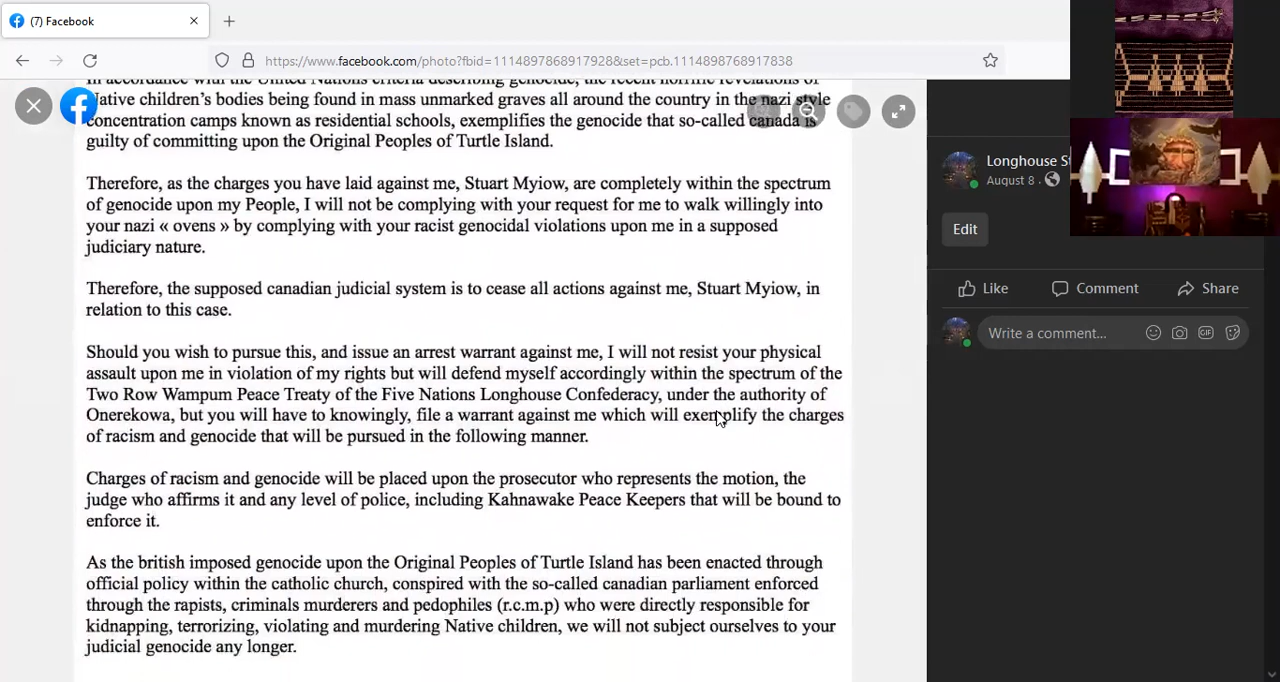 (7) Facebook
https://www.facebook.com/photo?fbid=1114897868917928&set=pcb.1114898768917838
In accordance with the United Nations criteria describing genocide, the recent horrific revelations of
Native children's bodies being found in mass unmarked graves all around the country in the nazi style
concentration camps known as residential schools, exemplifies the genocide that so-called canada is
guilty of committing upon the Original Peoples of Turtle Island.
Therefore, as the charges you have laid against me, Stuart Myiow, are completely within the spectrum
of genocide upon my People, I will not be complying with your request for me to walk willingly into
your nazi « ovens » by complying with your racist genocidal violations upon me in a supposed
judiciary nature.
Therefore, the supposed canadian judicial system is to cease all actions against me, Stuart Myiow, in
relation to this case.
Should you wish to pursue this, and issue an arrest warrant against me, I will not resist your physical
assault upon me in violation of my rights but will defend myself accordingly within the spectrum of the
Two Row Wampum Peace Treaty of the Five Nations Longhouse Confederacy, under the authority of
Onerekowa, but you will have to knowingly, file a warrant against me which will exemplify the charges
of racism and genocide that will be pursued in the following manner.
Charges of racism and genocide will be placed upon the prosecutor who represents the motion, the
judge who affirms it and any level of police, including Kahnawake Peace Keepers that will be bound to
enforce it.
As the british imposed genocide upon the Original Peoples of Turtle Island has been enacted through
official policy within the catholic church, conspired with the so-called canadian parliament enforced
through the rapists, criminals murderers and pedophiles (r.c.m.p) who were directly responsible for
kidnapping, terrorizing, violating and murdering Native children, we will not subject ourselves to your
judicial genocide any longer.
Longhouse
August 8 ·
Edit
Like
Comment
Share
Write a comment…
GIF